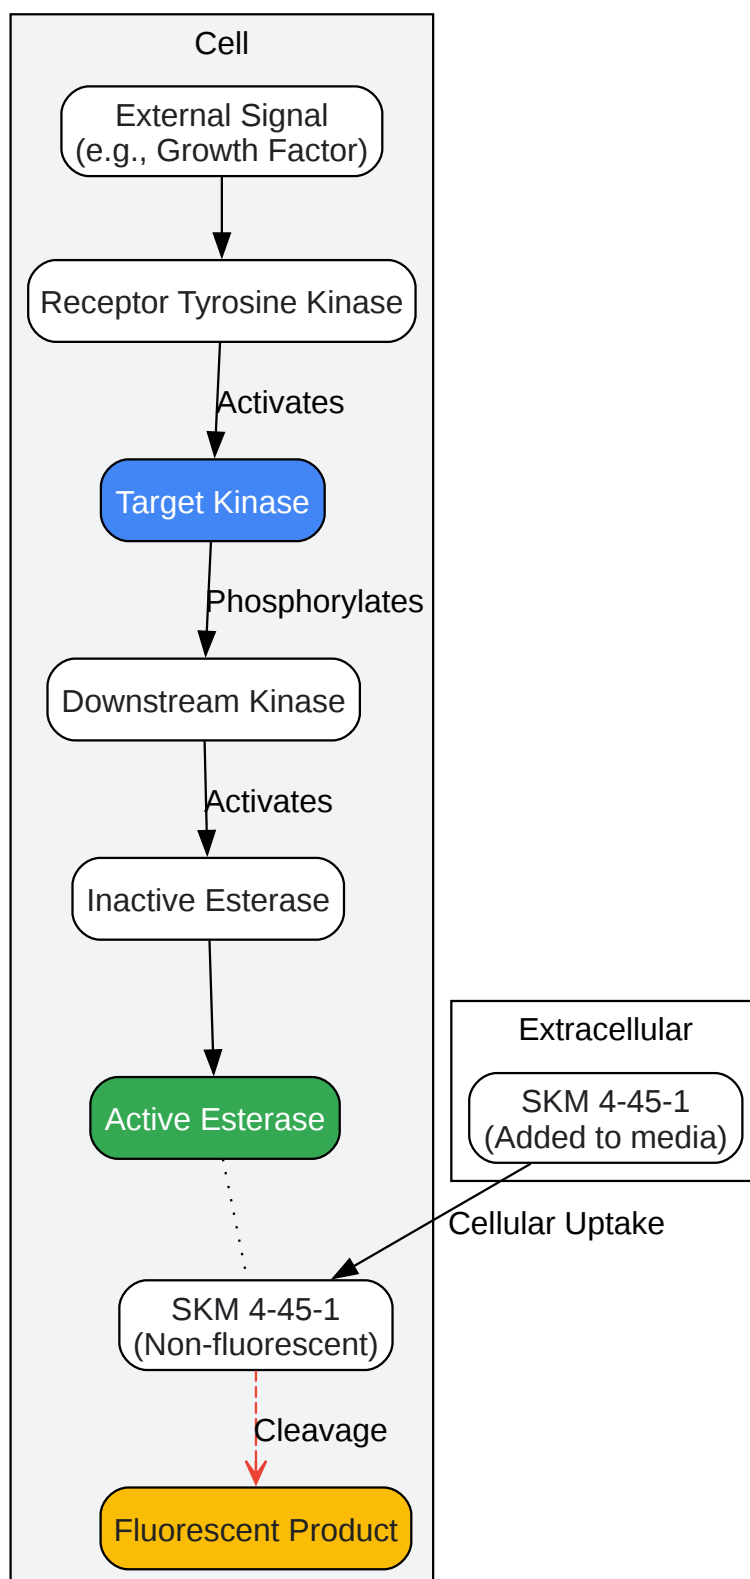 Cell
External Signal
(e.g., Growth Factor)
Receptor Tyrosine Kinase
Activates
Target Kinase
Phosphorylates
Downstream Kinase
Activates
Inactive Esterase
Extracellular
SKM 4-45-1
(Added to media)
Active Esterase
Cellular Uptake
SKM 4-45-1
(Non-fluorescent)
Cleavage
Fluorescent Product